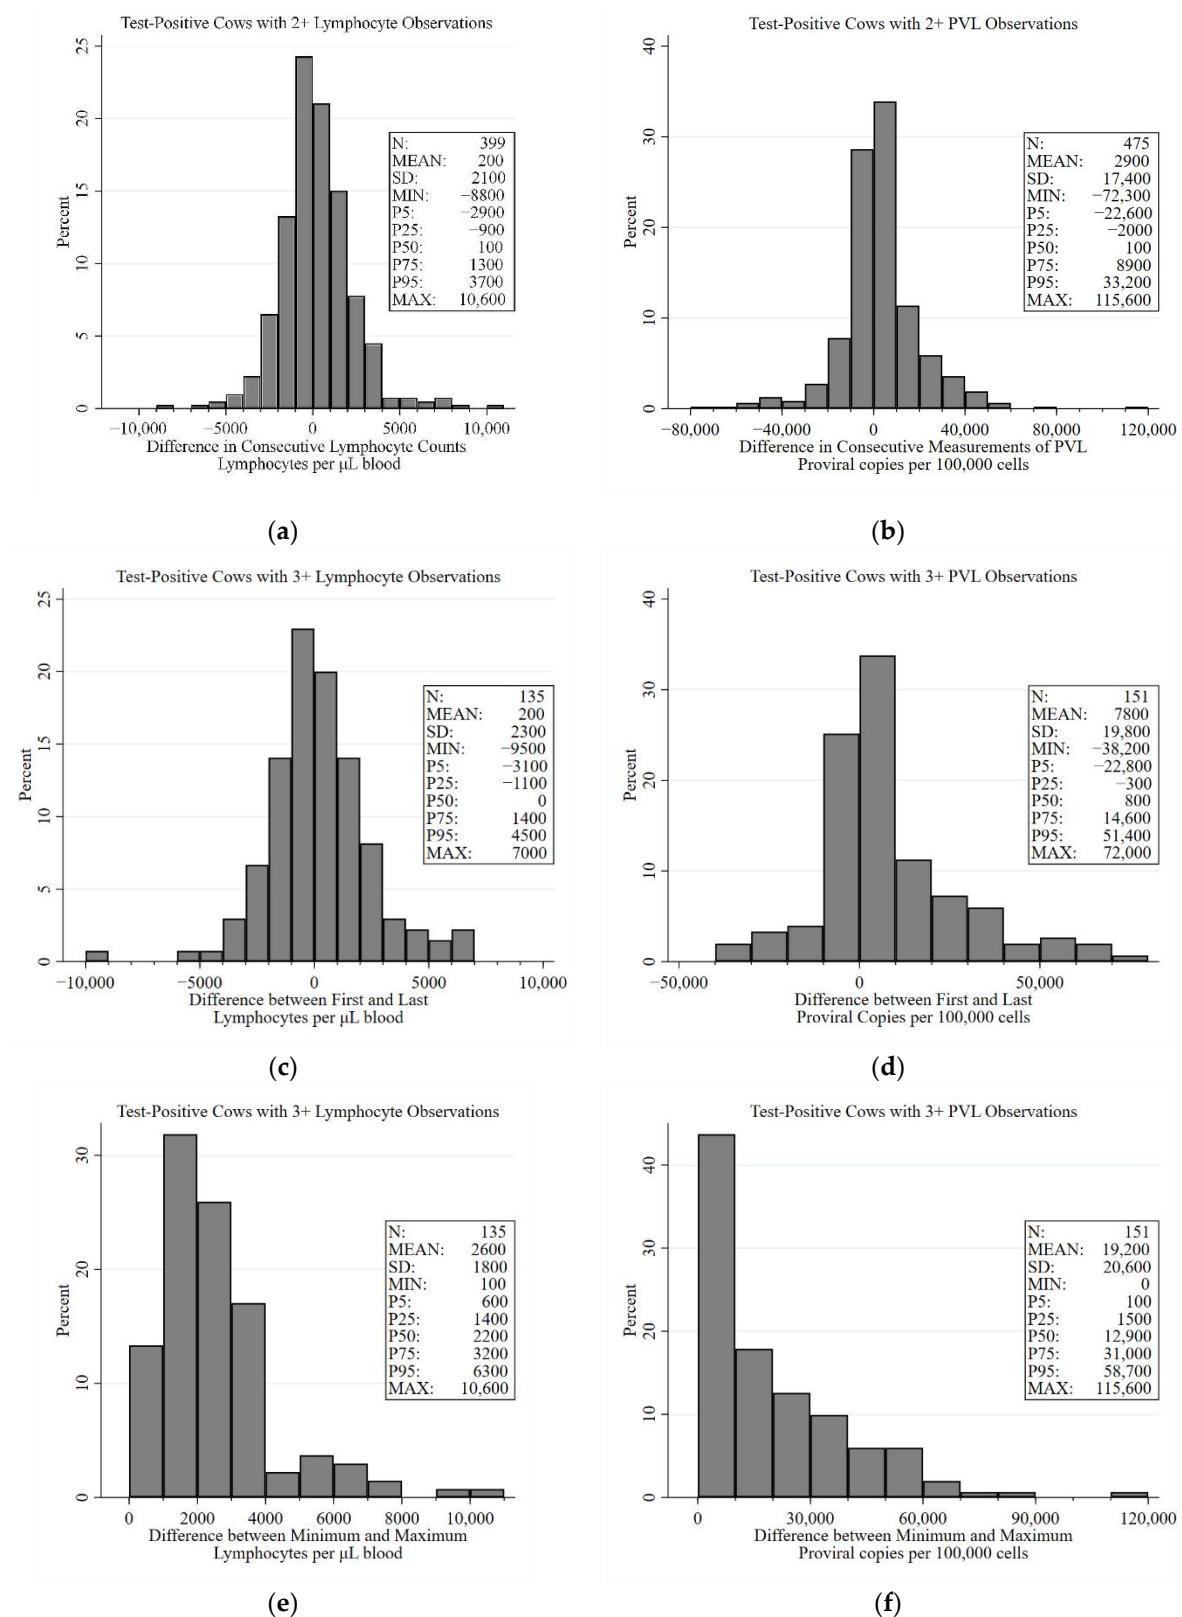 Test-Positive Cows with 2+ Lymphocyte Observations
25
20
15
10
5
0
Percent
N: 399
MEAN: 200
SD: 2100
MIN: −8800
P5: −2900
P25: −900
P50: 100
P75: 1300
P95: 3700
MAX: 10,600
−10,000 −5000 0 5000 10,000
Difference in Consecutive Lymphocyte Counts
Lymphocytes per µL blood
(a)
Test-Positive Cows with 2+ PVL Observations
40
30
20
10
0
Percent
N: 475
MEAN: 2900
SD: 17,400
MIN: −72,300
P5: −22,600
P25: −2000
P50: 100
P75: 8900
P95: 33,200
MAX: 115,600
−80,000 −40,000 0 40,000 80,000 120,000
Difference in Consecutive Measurements of PVL
Proviral copies per 100,000 cells
(b)
Test-Positive Cows with 3+ Lymphocyte Observations
25
20
15
10
5
0
Percent
N: 135
MEAN: 200
SD: 2300
MIN: −9500
P5: −3100
P25: −1100
P50: 0
P75: 1400
P95: 4500
MAX: 7000
−10,000 −5000 0 5000 10,000
Difference between First and Last
Lymphocytes per µL blood
(c)
Test-Positive Cows with 3+ PVL Observations
40
30
20
10
0
Percent
N: 151
MEAN: 7800
SD: 19,800
MIN: −38,200
P5: −22,800
P25: −300
P50: 800
P75: 14,600
P95: 51,400
MAX: 72,000
−50,000 0 50,000
Difference between First and Last
Proviral Copies per 100,000 cells
(d)
Test-Positive Cows with 3+ Lymphocyte Observations
30
20
10
0
Percent
N: 135
MEAN: 2600
SD: 1800
MIN: 100
P5: 600
P25: 1400
P50: 2200
P75: 3200
P95: 6300
MAX: 10,600
0 2000 4000 6000 8000 10,000
Difference between Minimum and Maximum
Lymphocytes per µL blood
(e)
Test-Positive Cows with 3+ PVL Observations
40
30
20
10
0
Percent
N: 151
MEAN: 19,200
SD: 20,600
MIN: 0
P5: 100
P25: 1500
P50: 12,900
P75: 31,000
P95: 58,700
MAX: 115,600
0 30,000 60,000 90,000 120,000
Difference between Minimum and Maximum
Proviral copies per 100,000 cells
(f)